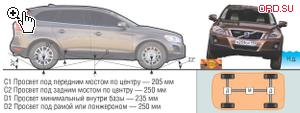 ORD.SU
C1 Просвет под передним мостом по центру — 205 мм
C2 Просвет под задним мостом по центру — 250 мм
D1 Просвет минимальный внутри базы — 235 мм
D2 Просвет под рамой или лонжероном — 250 мм